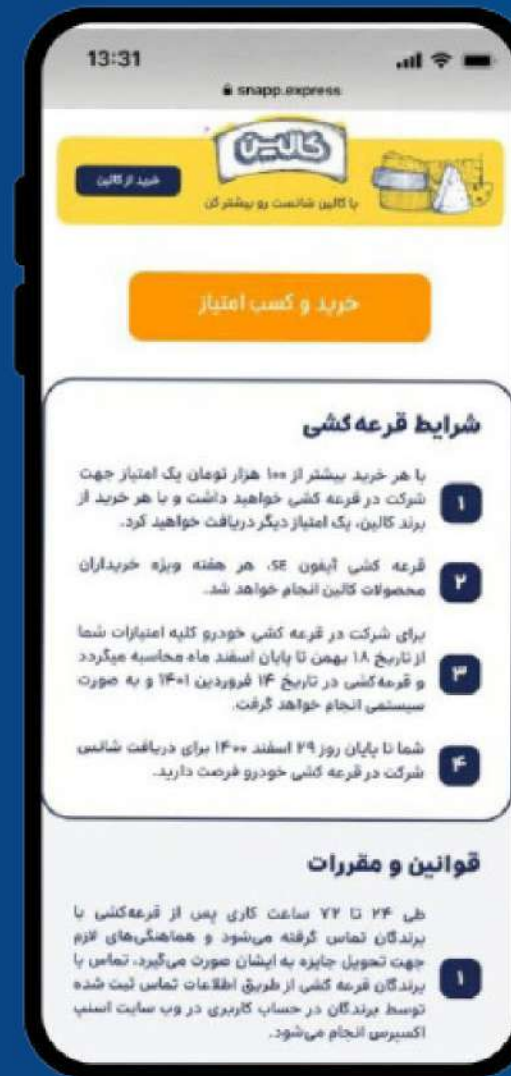 13:31
snapp.express
کالین
با کالین شانست رو بیشتر کن
خرید از کالین
خرید و کسب امتیاز
شرایط قرعه‌کشی
۱
با هر خرید بیشتر از ۱۰۰ هزار تومان یک امتیاز جهت
شرکت در قرعه کشی خواهید داشت و با هر خرید از
برند کالین، یک امتیاز دیگر دریافت خواهید کرد.
۲
قرعه کشی آیفون SE، هر هفته ویژه خریداران
محصولات کالین انجام خواهد شد.
۳
برای شرکت در قرعه کشی خودرو کلیه امتیازات شما
از تاریخ ۱۸ بهمن تا پایان اسفند ماه محاسبه میگردد
و قرعه‌کشی در تاریخ ۱۴ فروردین ۱۴۰۱ و به صورت
سیستمی انجام خواهد گرفت.
۴
شما تا پایان روز ۲۹ اسفند ۱۴۰۰ برای دریافت شانس
شرکت در قرعه کشی خودرو فرصت دارید.
قوانین و مقررات
۱
طی ۲۴ تا ۷۲ ساعت کاری پس از قرعه‌کشی با
برندگان تماس گرفته می‌شود و هماهنگی‌های لازم
جهت تحویل جایزه به ایشان صورت می‌گیرد. تماس با
برندگان قرعه کشی از طریق اطلاعات تماس ثبت شده
توسط برندگان در حساب کاربری در وب سایت اسنپ
اکسپرس انجام می‌شود.